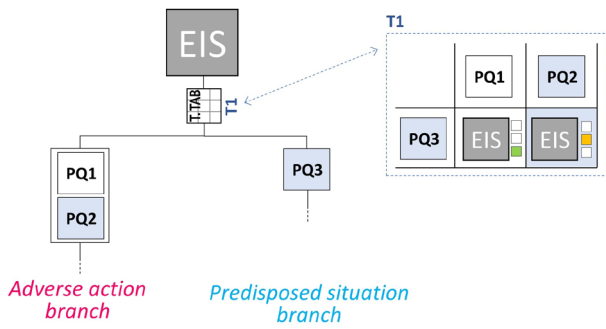 EIS
T.TAB
T1
PQ1
PQ2
PQ3
Adverse action
branch
Predisposed situation
branch
T1
PQ1
PQ2
PQ3
EIS
EIS